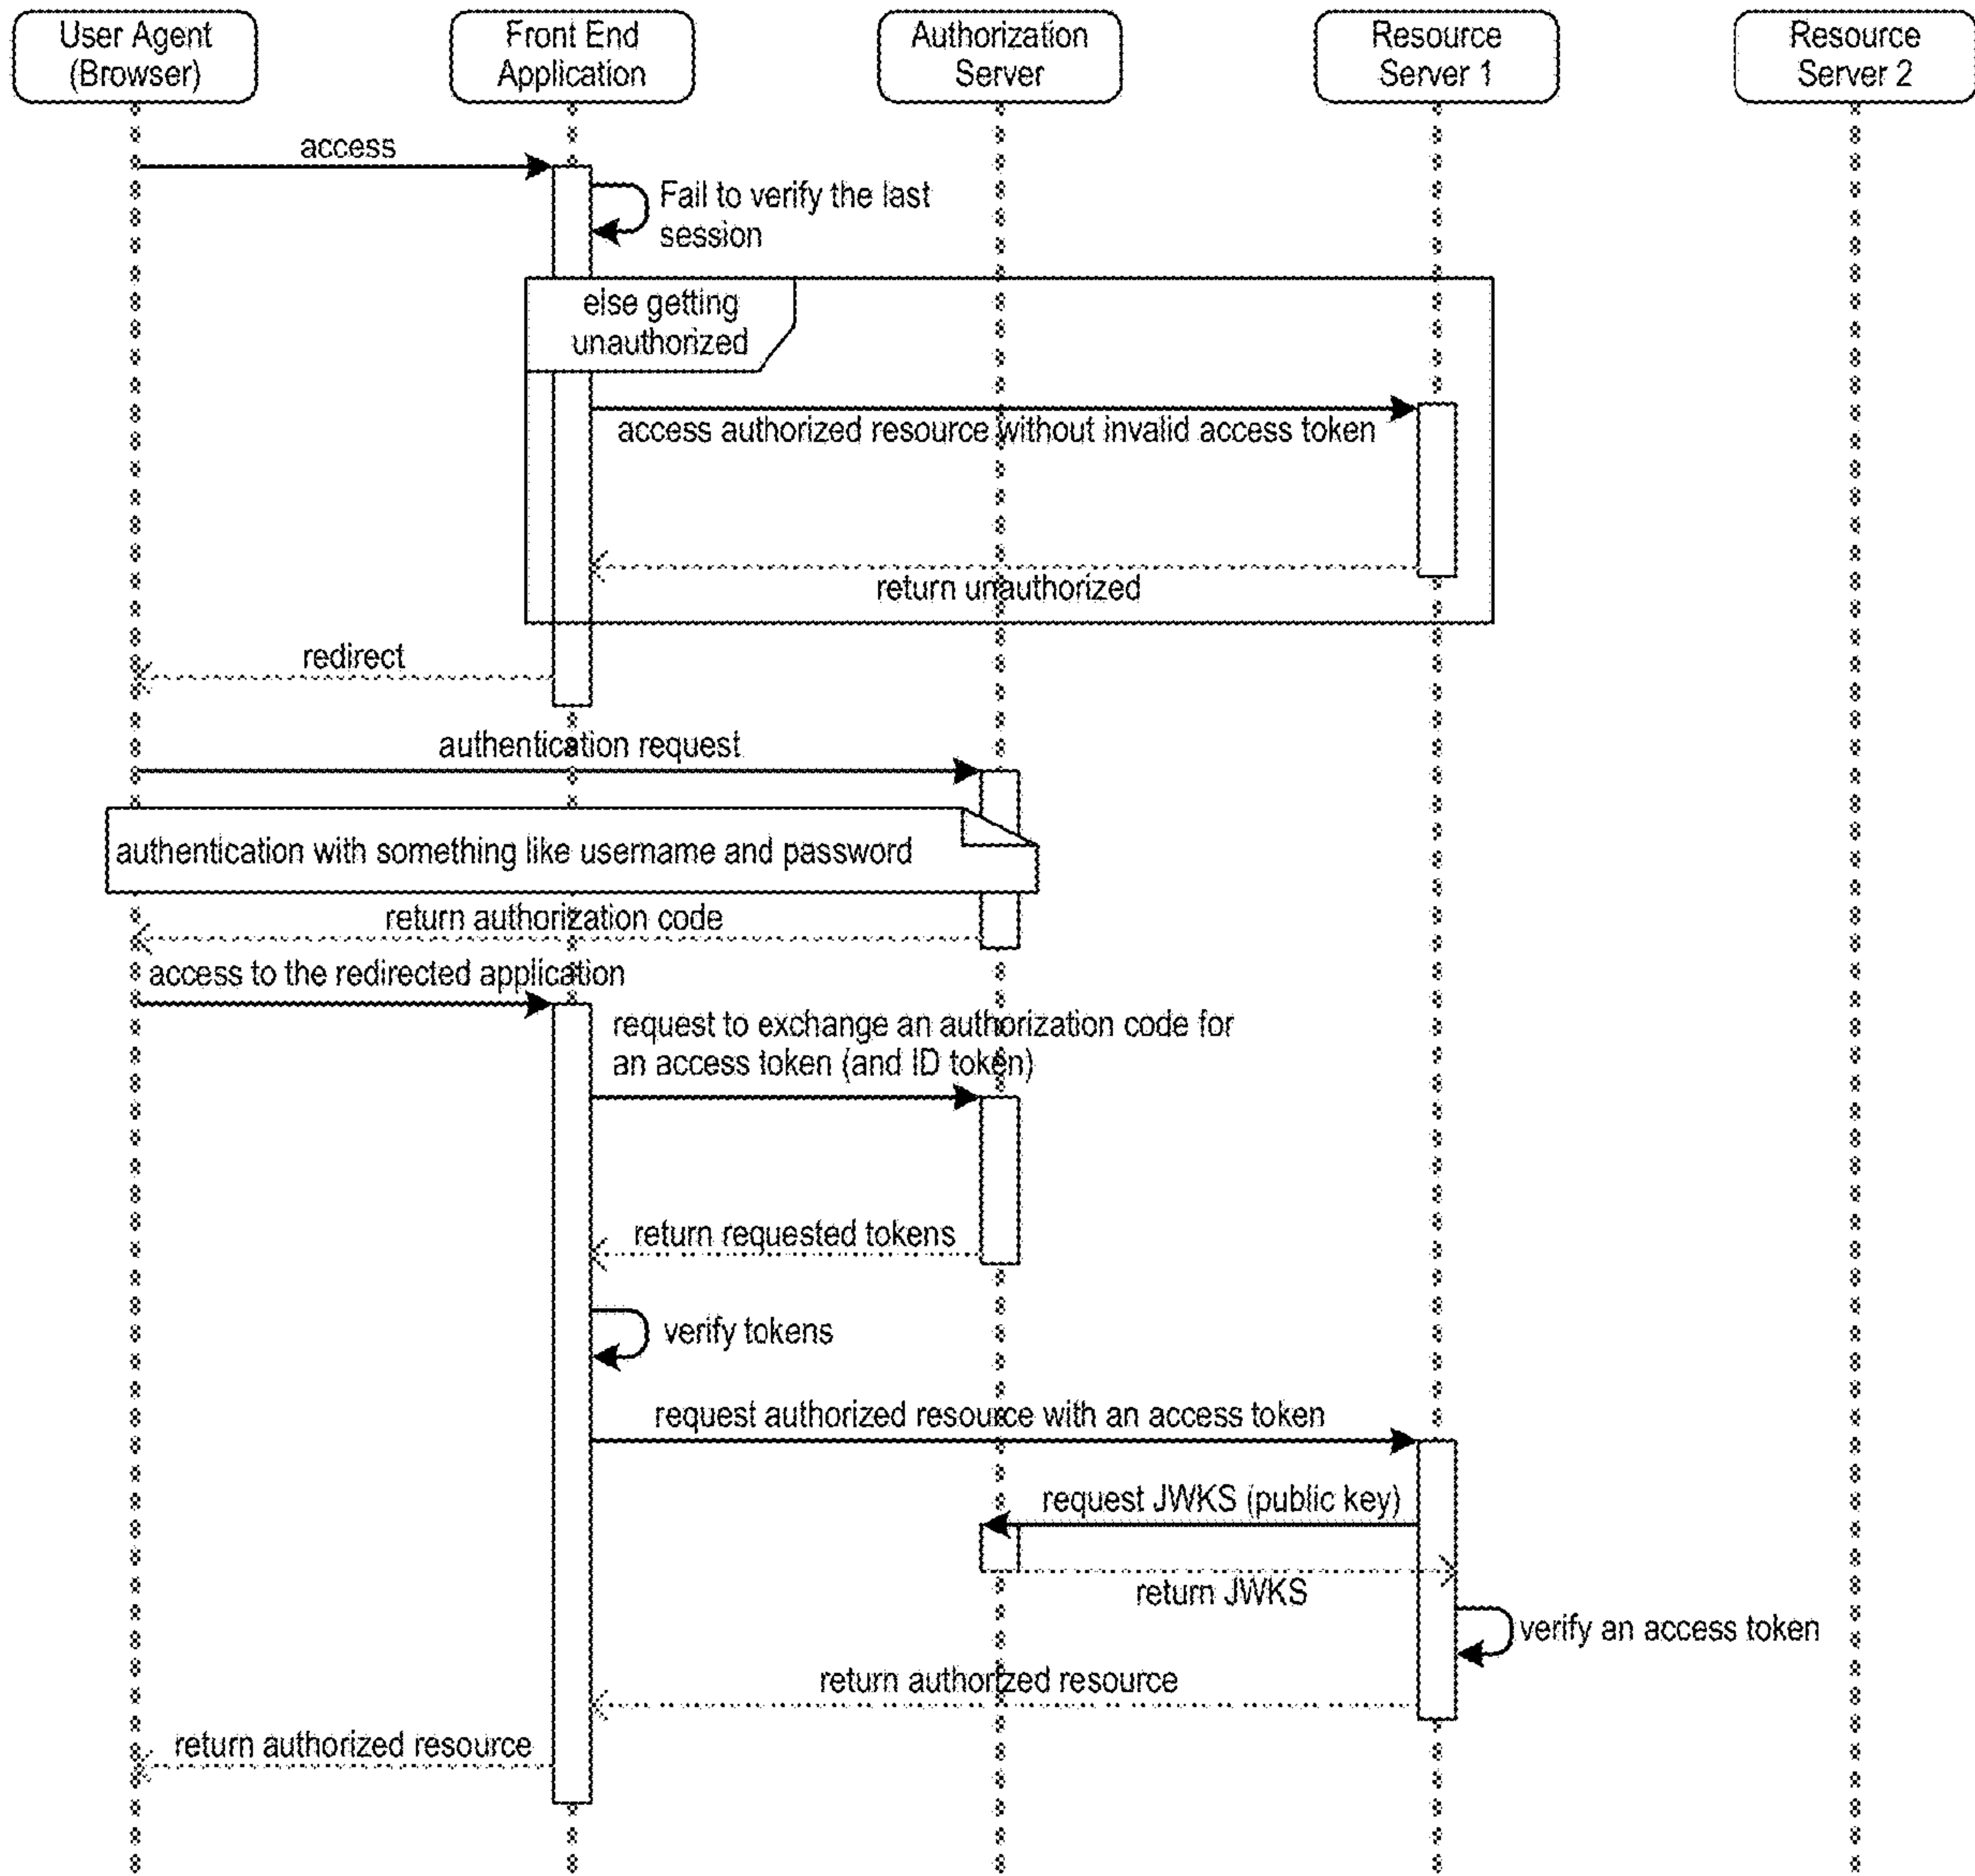 User Agent
(Browser)
Front End
Application
Authorization
Server
Resource
Server 1
Resource
Server 2
access
Fail to verify the last
session
else getting
unauthorized
access authorized resource without invalid access token
return unauthorized
redirect
authentication request
authentication with something like username and password
return authorization code
access to the redirected application
request to exchange an authorization code for
an access token (and ID token)
return requested tokens
verify tokens
request authorized resource with an access token
request JWKS (public key)
return JWKS
verify an access token
return authorized resource
return authorized resource